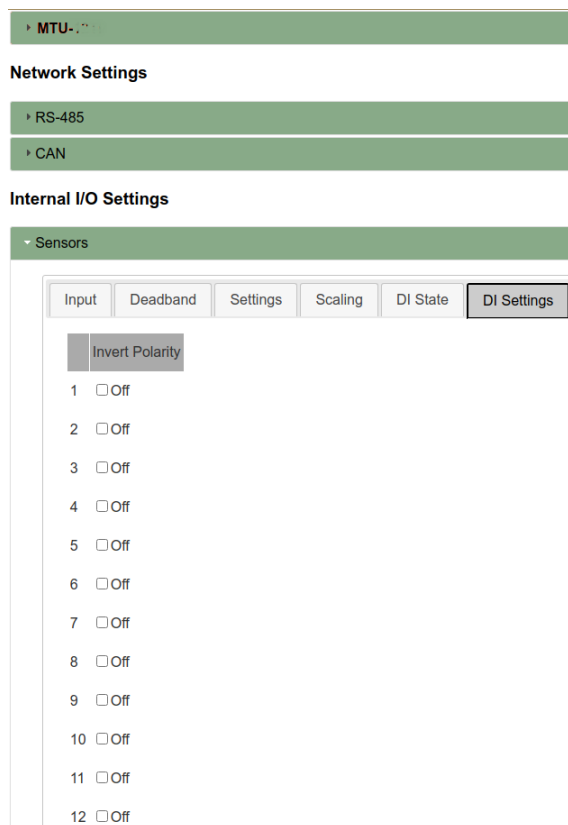 MTU-
Network Settings
RS-485
CAN
Internal I/O Settings
Sensors
Input Deadband Settings Scaling DI State DI Settings
Invert Polarity
1 Off
2 Off
3 Off
4 Off
5 Off
6 Off
7 Off
8 Off
9 Off
10 Off
11 Off
12 Off